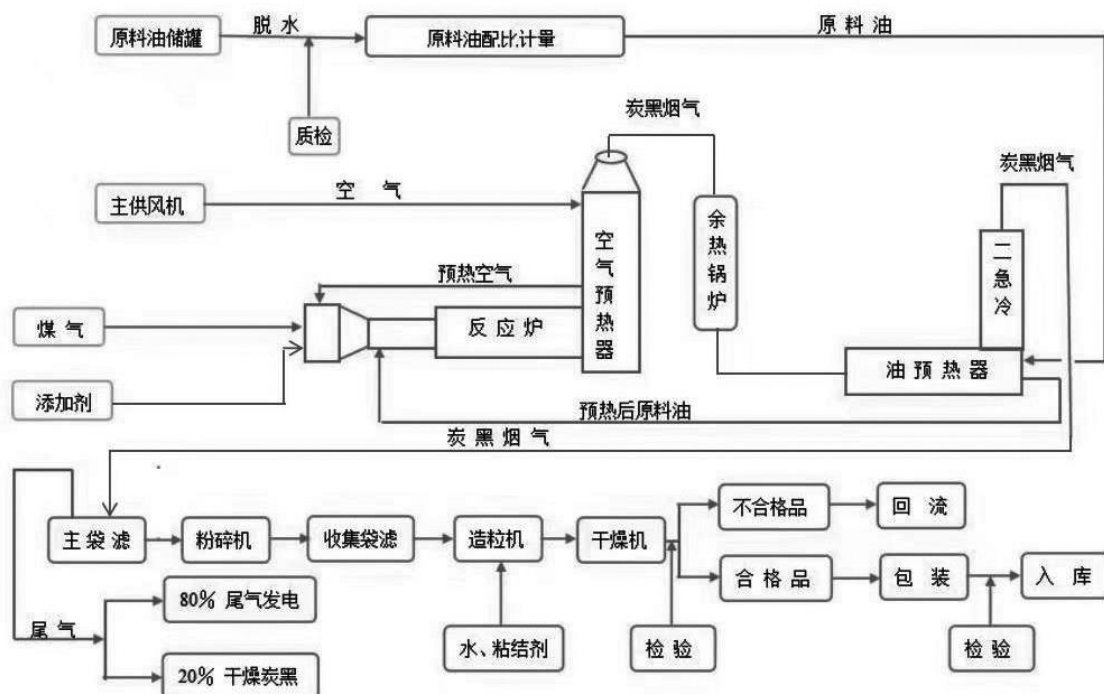 原料油储罐
脱水
原料油配比计量
原料油
质检
炭黑烟气
炭黑烟气
主供风机
空 气
空气预热器
余热锅炉
二急冷
预热空气
煤 气
反应炉
油预热器
添加剂
预热后原料油
炭黑烟气
主袋滤
粉碎机
收集袋滤
造粒机
干燥机
不合格品
回 流
合格品
包 装
入 库
80% 尾气发电
尾 气
水、粘结剂
检 验
检 验
20% 干燥炭黑